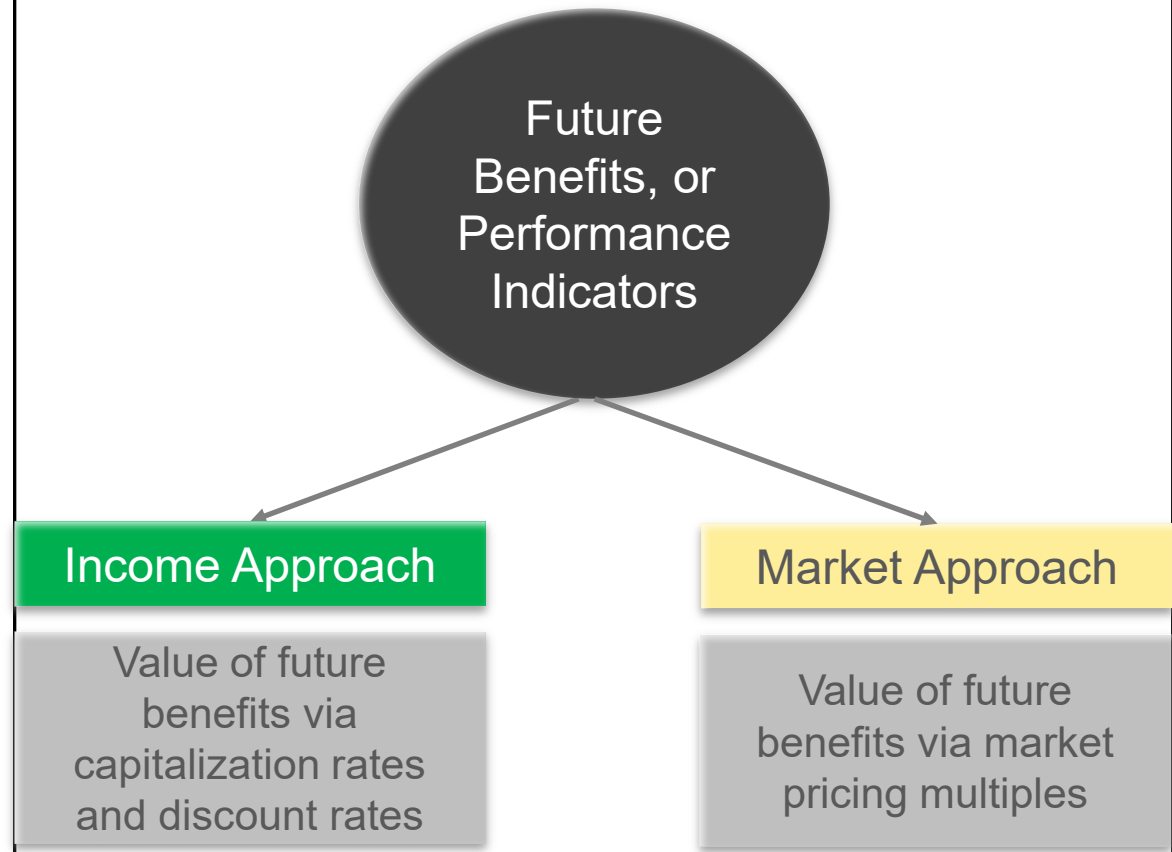 Future
Benefits, or
Performance
Indicators
Income Approach
Value of future
benefits via
capitalization rates
and discount rates
Market Approach
Value of future
benefits via market
pricing multiples